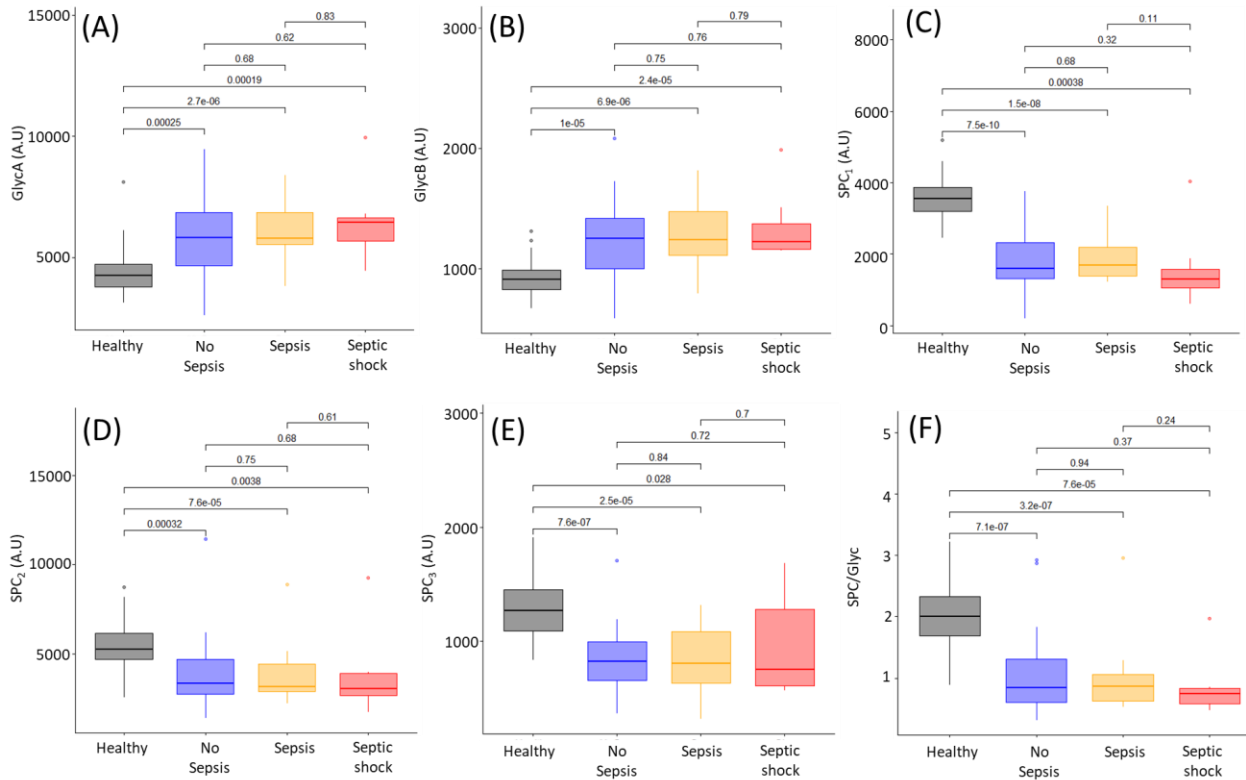 (A)
15000
10000
5000
GlycA (A.U)
0.83
0.62
0.68
0.00019
2.7e-06
0.00025
Healthy
No
Sepsis
Sepsis
Septic
shock
(B)
3000
2000
1000
GlycB (A.U)
0.79
0.76
0.75
2.4e-05
6.9e-06
1e-05
Healthy
No
Sepsis
Sepsis
Septic
shock
(C)
8000
6000
4000
2000
0
SPC1 (A.U)
0.11
0.32
0.68
0.00038
1.5e-08
7.5e-10
Healthy
No
Sepsis
Sepsis
Septic
shock
(D)
15000
10000
5000
SPC2 (A.U)
0.61
0.68
0.75
0.0038
7.6e-05
0.00032
Healthy
No
Sepsis
Sepsis
Septic
shock
(E)
3000
2000
1000
SPC3 (A.U)
0.7
0.72
0.84
0.028
2.5e-05
7.6e-07
Healthy
No
Sepsis
Sepsis
Septic
shock
(F)
5
4
3
2
1
SPC/Glyc
0.24
0.37
0.94
7.6e-05
3.2e-07
7.1e-07
Healthy
No
Sepsis
Sepsis
Septic
shock